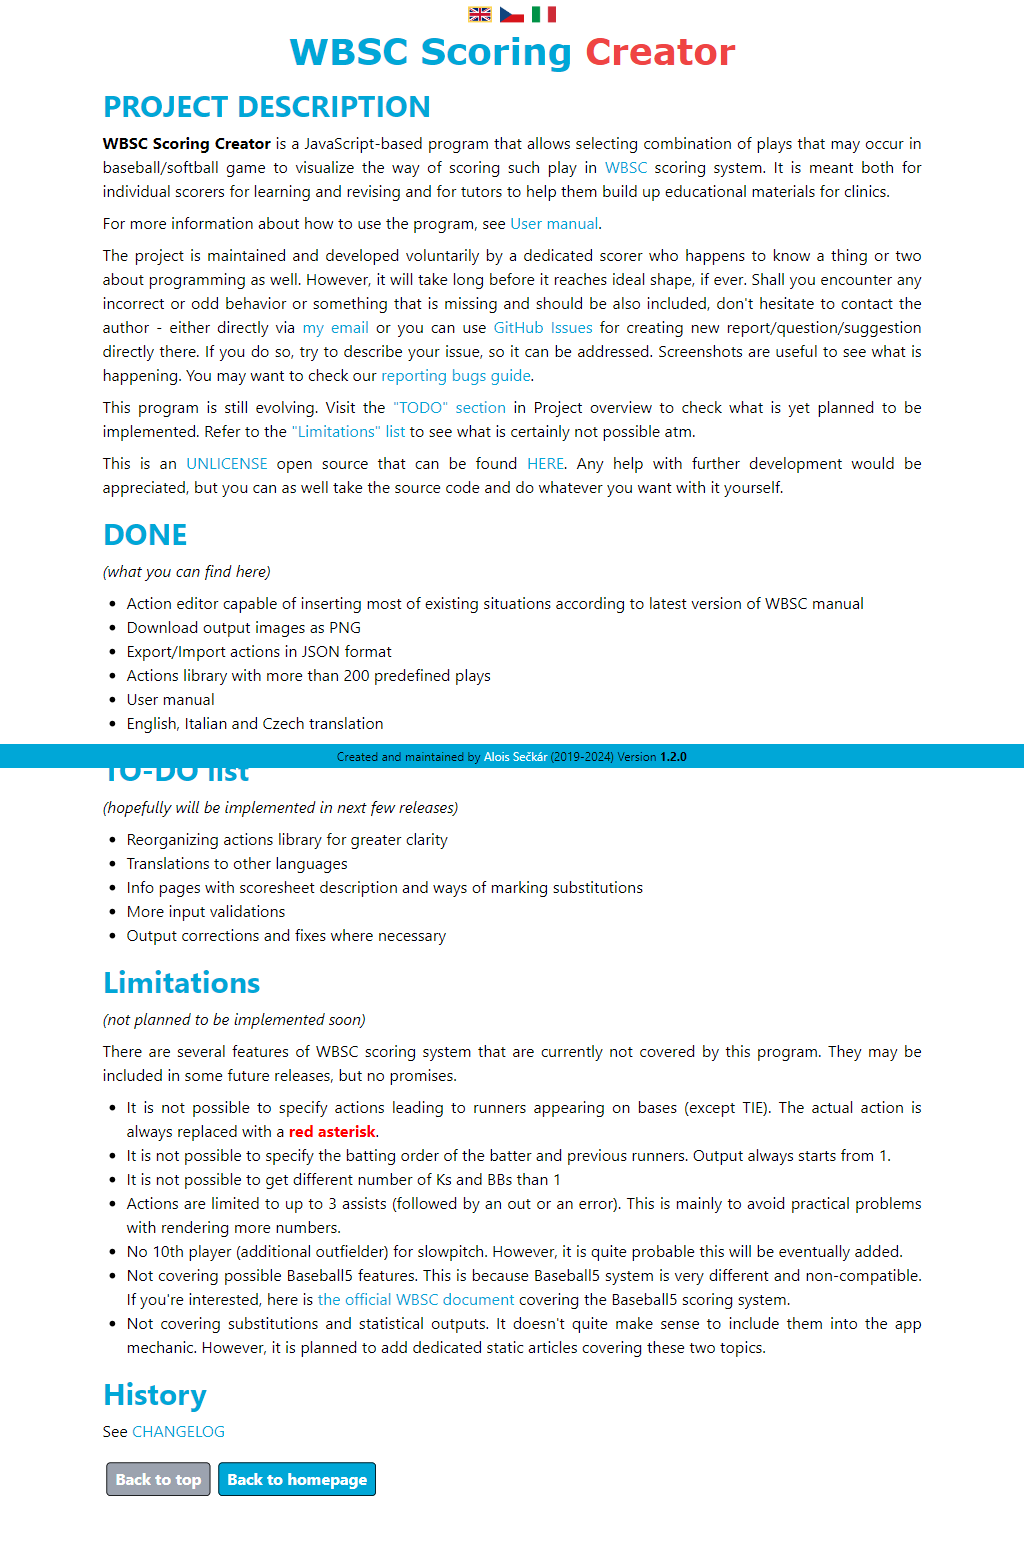 WBSC Scoring Creator
PROJECT DESCRIPTION
WBSC Scoring Creator is a JavaScript-based program that allows selecting combination of plays that may occur in
baseball/softball game to visualize the way of scoring such play in WBSC scoring system. It is meant both for
individual scorers for learning and revising and for tutors to help them build up educational materials for clinics.
For more information about how to use the program, see User manual.
The project is maintained and developed voluntarily by a dedicated scorer who happens to know a thing or two
about programming as well. However, it will take long before it reaches ideal shape, if ever. Shall you encounter any
incorrect or odd behavior or something that is missing and should be also included, don't hesitate to contact the
author - either directly via my email or you can use GitHub Issues for creating new report/question/suggestion
directly there. If you do so, try to describe your issue, so it can be addressed. Screenshots are useful to see what is
happening. You may want to check our reporting bugs guide.
This program is still evolving. Visit the "TODO" section in Project overview to check what is yet planned to be
implemented. Refer to the "Limitations" list to see what is certainly not possible atm.
This is an UNLICENSE open source that can be found HERE. Any help with further development would be
appreciated, but you can as well take the source code and do whatever you want with it yourself.
DONE
(what you can find here)
• Action editor capable of inserting most of existing situations according to latest version of WBSC manual
• Download output images as PNG
• Export/Import actions in JSON format
• Actions library with more than 200 predefined plays
• User manual
• English, Italian and Czech translation
Created and maintained by Alois Sečkár (2019-2024) Version 1.2.0
TO-DO list
(hopefully will be implemented in next few releases)
• Reorganizing actions library for greater clarity
• Translations to other languages
• Info pages with scoresheet description and ways of marking substitutions
• More input validations
• Output corrections and fixes where necessary
Limitations
(not planned to be implemented soon)
There are several features of WBSC scoring system that are currently not covered by this program. They may be
included in some future releases, but no promises.
• It is not possible to specify actions leading to runners appearing on bases (except TIE). The actual action is
always replaced with a red asterisk.
• It is not possible to specify the batting order of the batter and previous runners. Output always starts from 1.
• It is not possible to get different number of Ks and BBs than 1
• Actions are limited to up to 3 assists (followed by an out or an error). This is mainly to avoid practical problems
with rendering more numbers.
• No 10th player (additional outfielder) for slowpitch. However, it is quite probable this will be eventually added.
• Not covering possible Baseball5 features. This is because Baseball5 system is very different and non-compatible.
If you're interested, here is the official WBSC document covering the Baseball5 scoring system.
• Not covering substitutions and statistical outputs. It doesn't quite make sense to include them into the app
mechanic. However, it is planned to add dedicated static articles covering these two topics.
History
See CHANGELOG
Back to top Back to homepage